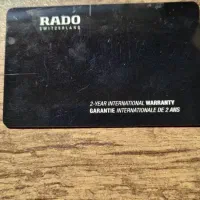 RADO
SWITZERLAND
2-YEAR INTERNATIONAL WARRANTY
GARANTIE INTERNATIONALE DE 2 ANS